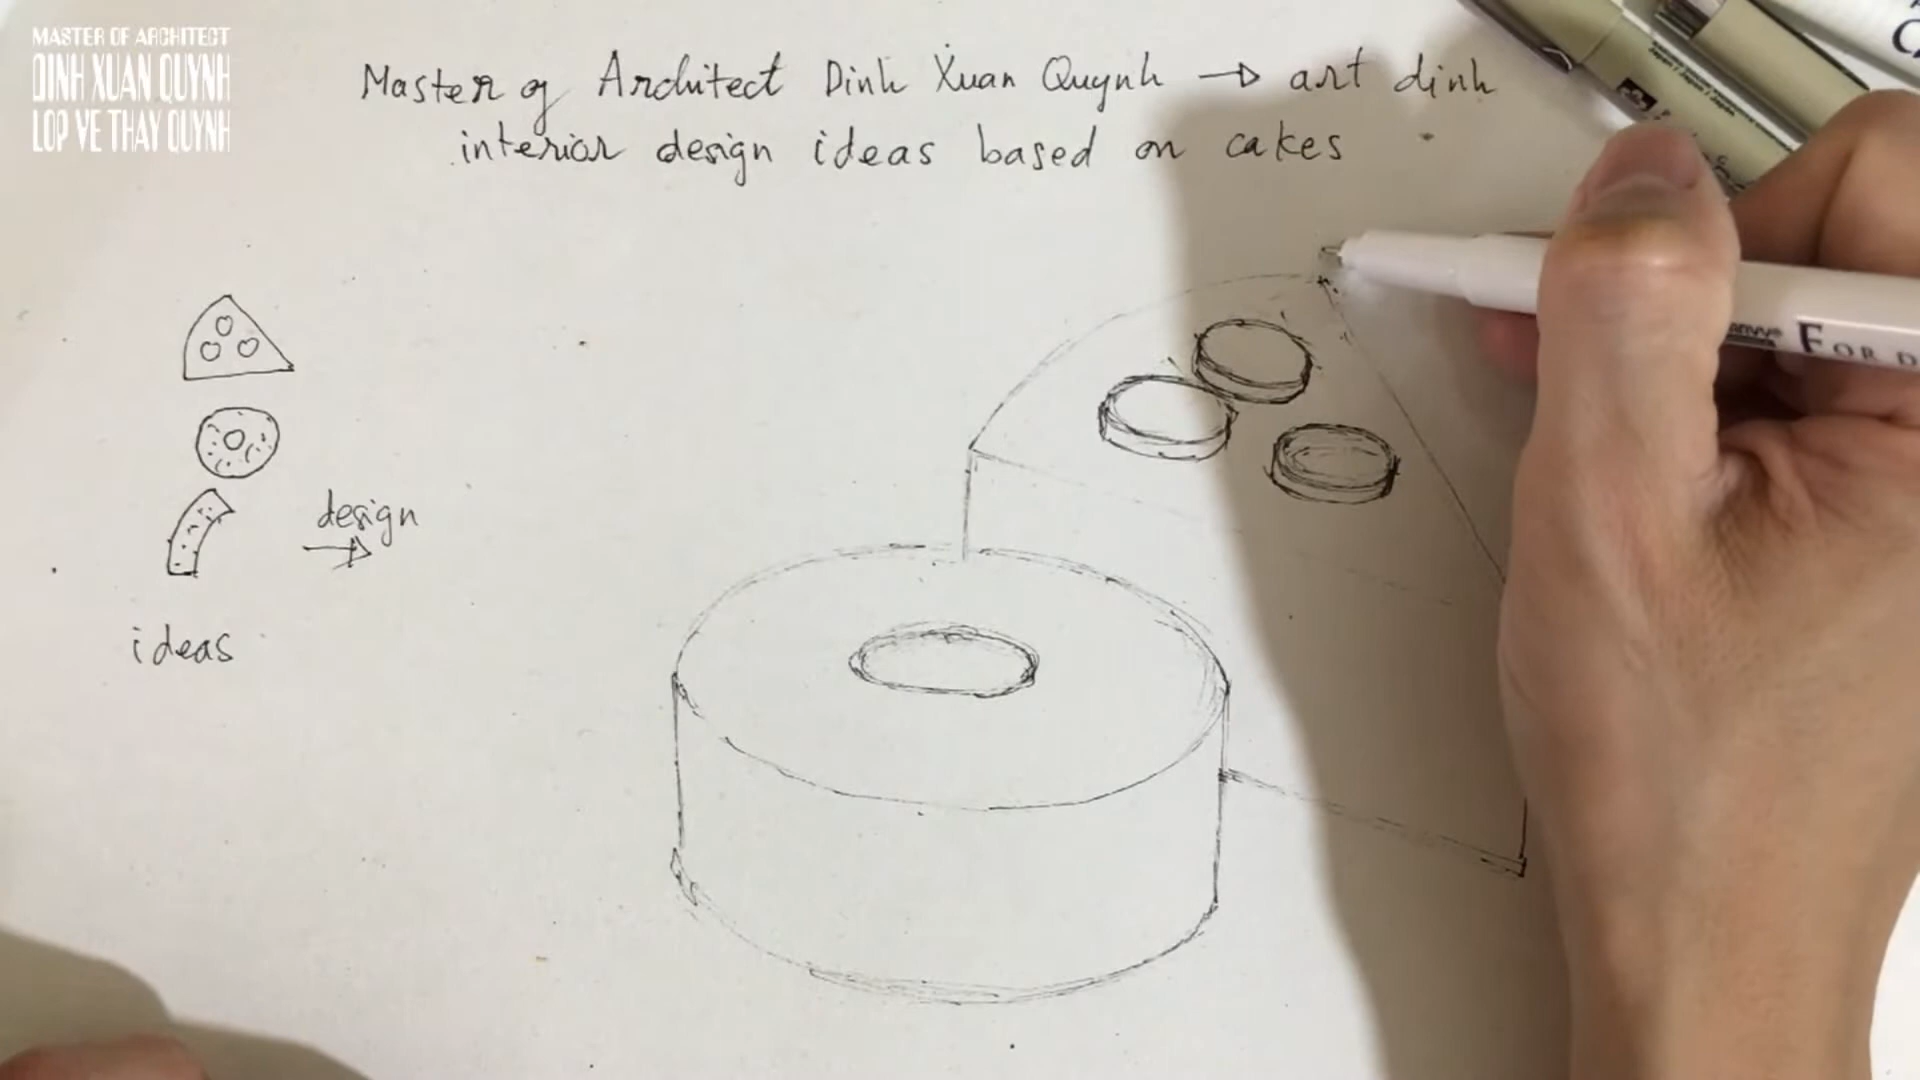 MASTER OF ARCHITECT
DINH XUAN QUYNH
LOP VE THAY QUYNH
Master of Architect Dinh Xuan Quynh → art dinh
interior design ideas based on cakes
design
→
ideas
FOR D